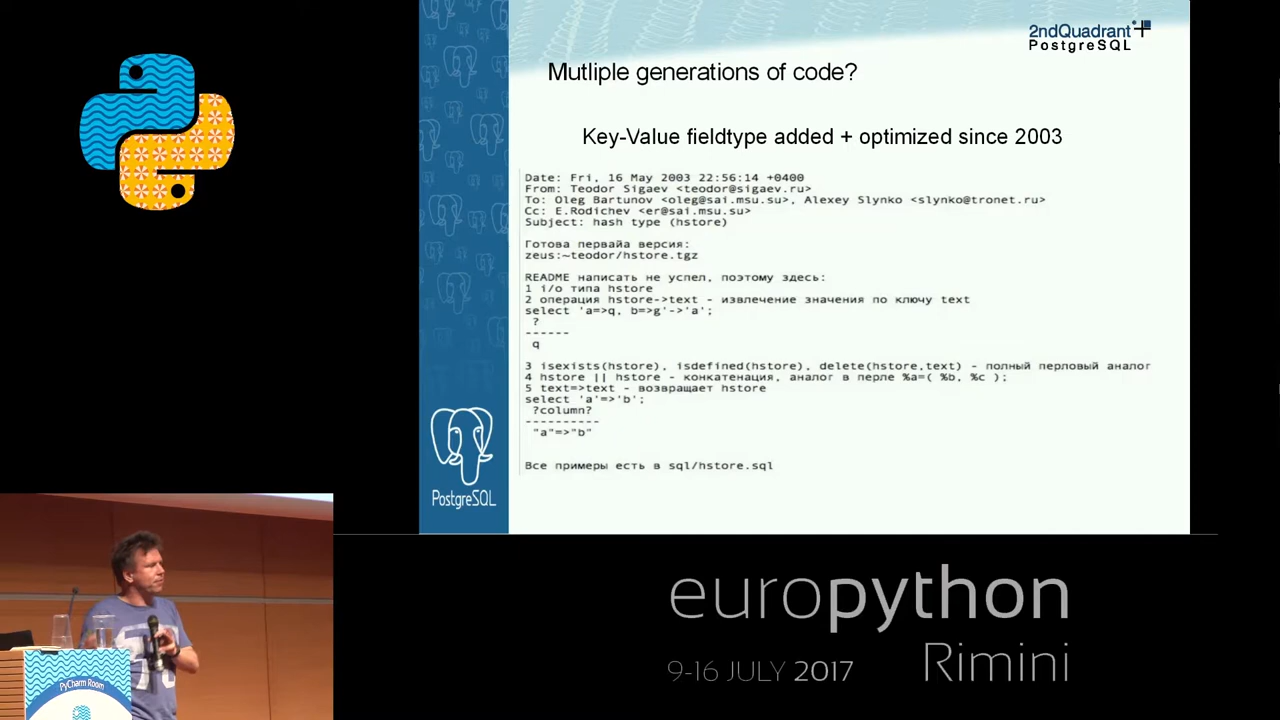 2ndQuadrant
PostgreSQL
Mutliple generations of code?
Key-Value fieldtype added + optimized since 2003
Date: Fri, 16 May 2003 22:56:14 +0400
From: Teodor Sigaev <teodor@sigaev.ru>
To: Oleg Bartunov <oleg@sai.msu.su>, Alexey Slynko <slynko@tronet.ru>
Cc: E.Rodichev <er@sai.msu.su>
Subject: hash type (hstore)
Готова первайа версия:
zeus:~teodor/hstore.tgz
README написать не успел, поэтому здесь:
1 i/o типа hstore
2 операция hstore->text - извлечение значения по ключу text
select 'a=>q, b=>g'->'a';
?
------
q
3 isexists(hstore), isdefined(hstore), delete(hstore,text) - полный перловый аналог
4 hstore || hstore - конкатенация, аналог в перле %a=( %b, %c );
5 text=>text - возвращает hstore
select 'a'=>'b';
?column?
----------
"a"=>"b"
Все примеры есть в sql/hstore.sql
PostgreSQL
PyCharm Room
europython
9-16 JULY 2017
Rimini